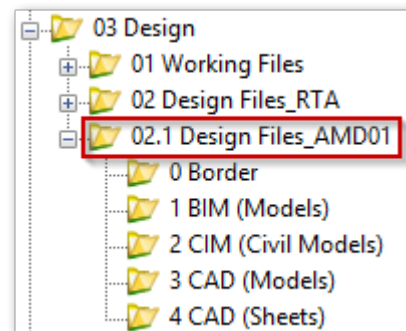 03 Design
01 Working Files
02 Design Files_RTA
02.1 Design Files_AMD01
0 Border
1 BIM (Models)
2 CIM (Civil Models)
3 CAD (Models)
4 CAD (Sheets)